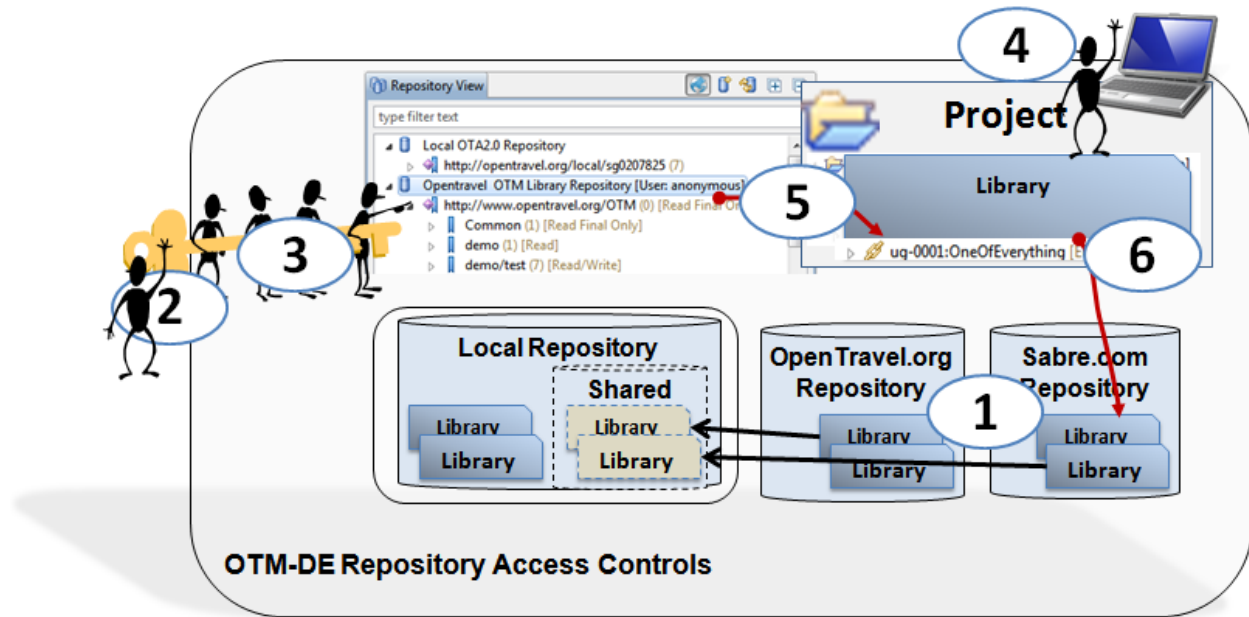 4
Repository View
type filter text
Local OTA2.0 Repository
http://opentravel.org/local/sg0207825 (7)
Opentravel OTM Library Repository [User: anonymous]
http://www.opentravel.org/OTM (0) [Read Final On
Common (1) [Read Final Only]
demo (1) [Read]
demo/test (7) [Read/Write]
Project
Library
5
uq-0001:OneOfEverything [E
6
3
2
Local Repository
Shared
Library
Library
Library
Library
OpenTravel.org
Repository
Library
Library
1
Sabre.com
Repository
Library
Library
OTM-DE Repository Access Controls